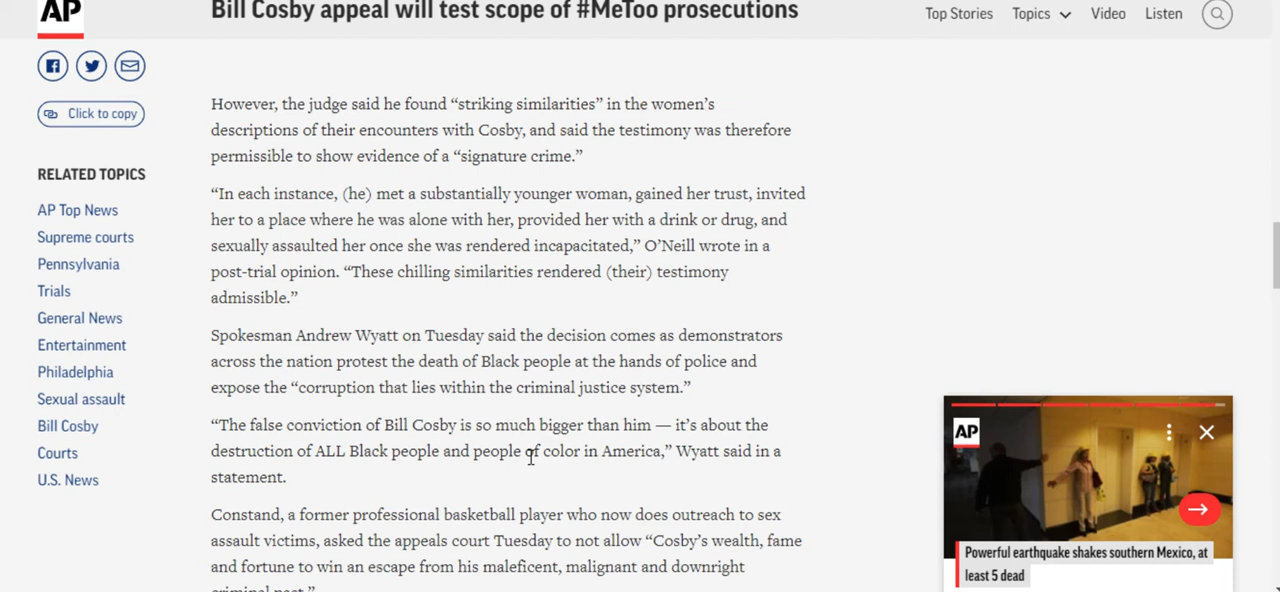 AP
Bill Cosby appeal will test scope of #MeToo prosecutions
Top Stories Topics Video Listen
Click to copy
RELATED TOPICS
AP Top News
Supreme courts
Pennsylvania
Trials
General News
Entertainment
Philadelphia
Sexual assault
Bill Cosby
Courts
U.S. News
However, the judge said he found “striking similarities” in the women’s
descriptions of their encounters with Cosby, and said the testimony was therefore
permissible to show evidence of a “signature crime.”
“In each instance, (he) met a substantially younger woman, gained her trust, invited
her to a place where he was alone with her, provided her with a drink or drug, and
sexually assaulted her once she was rendered incapacitated,” O’Neill wrote in a
post-trial opinion. “These chilling similarities rendered (their) testimony
admissible.”
Spokesman Andrew Wyatt on Tuesday said the decision comes as demonstrators
across the nation protest the death of Black people at the hands of police and
expose the “corruption that lies within the criminal justice system.”
“The false conviction of Bill Cosby is so much bigger than him — it’s about the
destruction of ALL Black people and people of color in America,” Wyatt said in a
statement.
Constand, a former professional basketball player who now does outreach to sex
assault victims, asked the appeals court Tuesday to not allow “Cosby’s wealth, fame
and fortune to win an escape from his maleficent, malignant and downright
criminal past.”
AP
Powerful earthquake shakes southern Mexico, at
least 5 dead